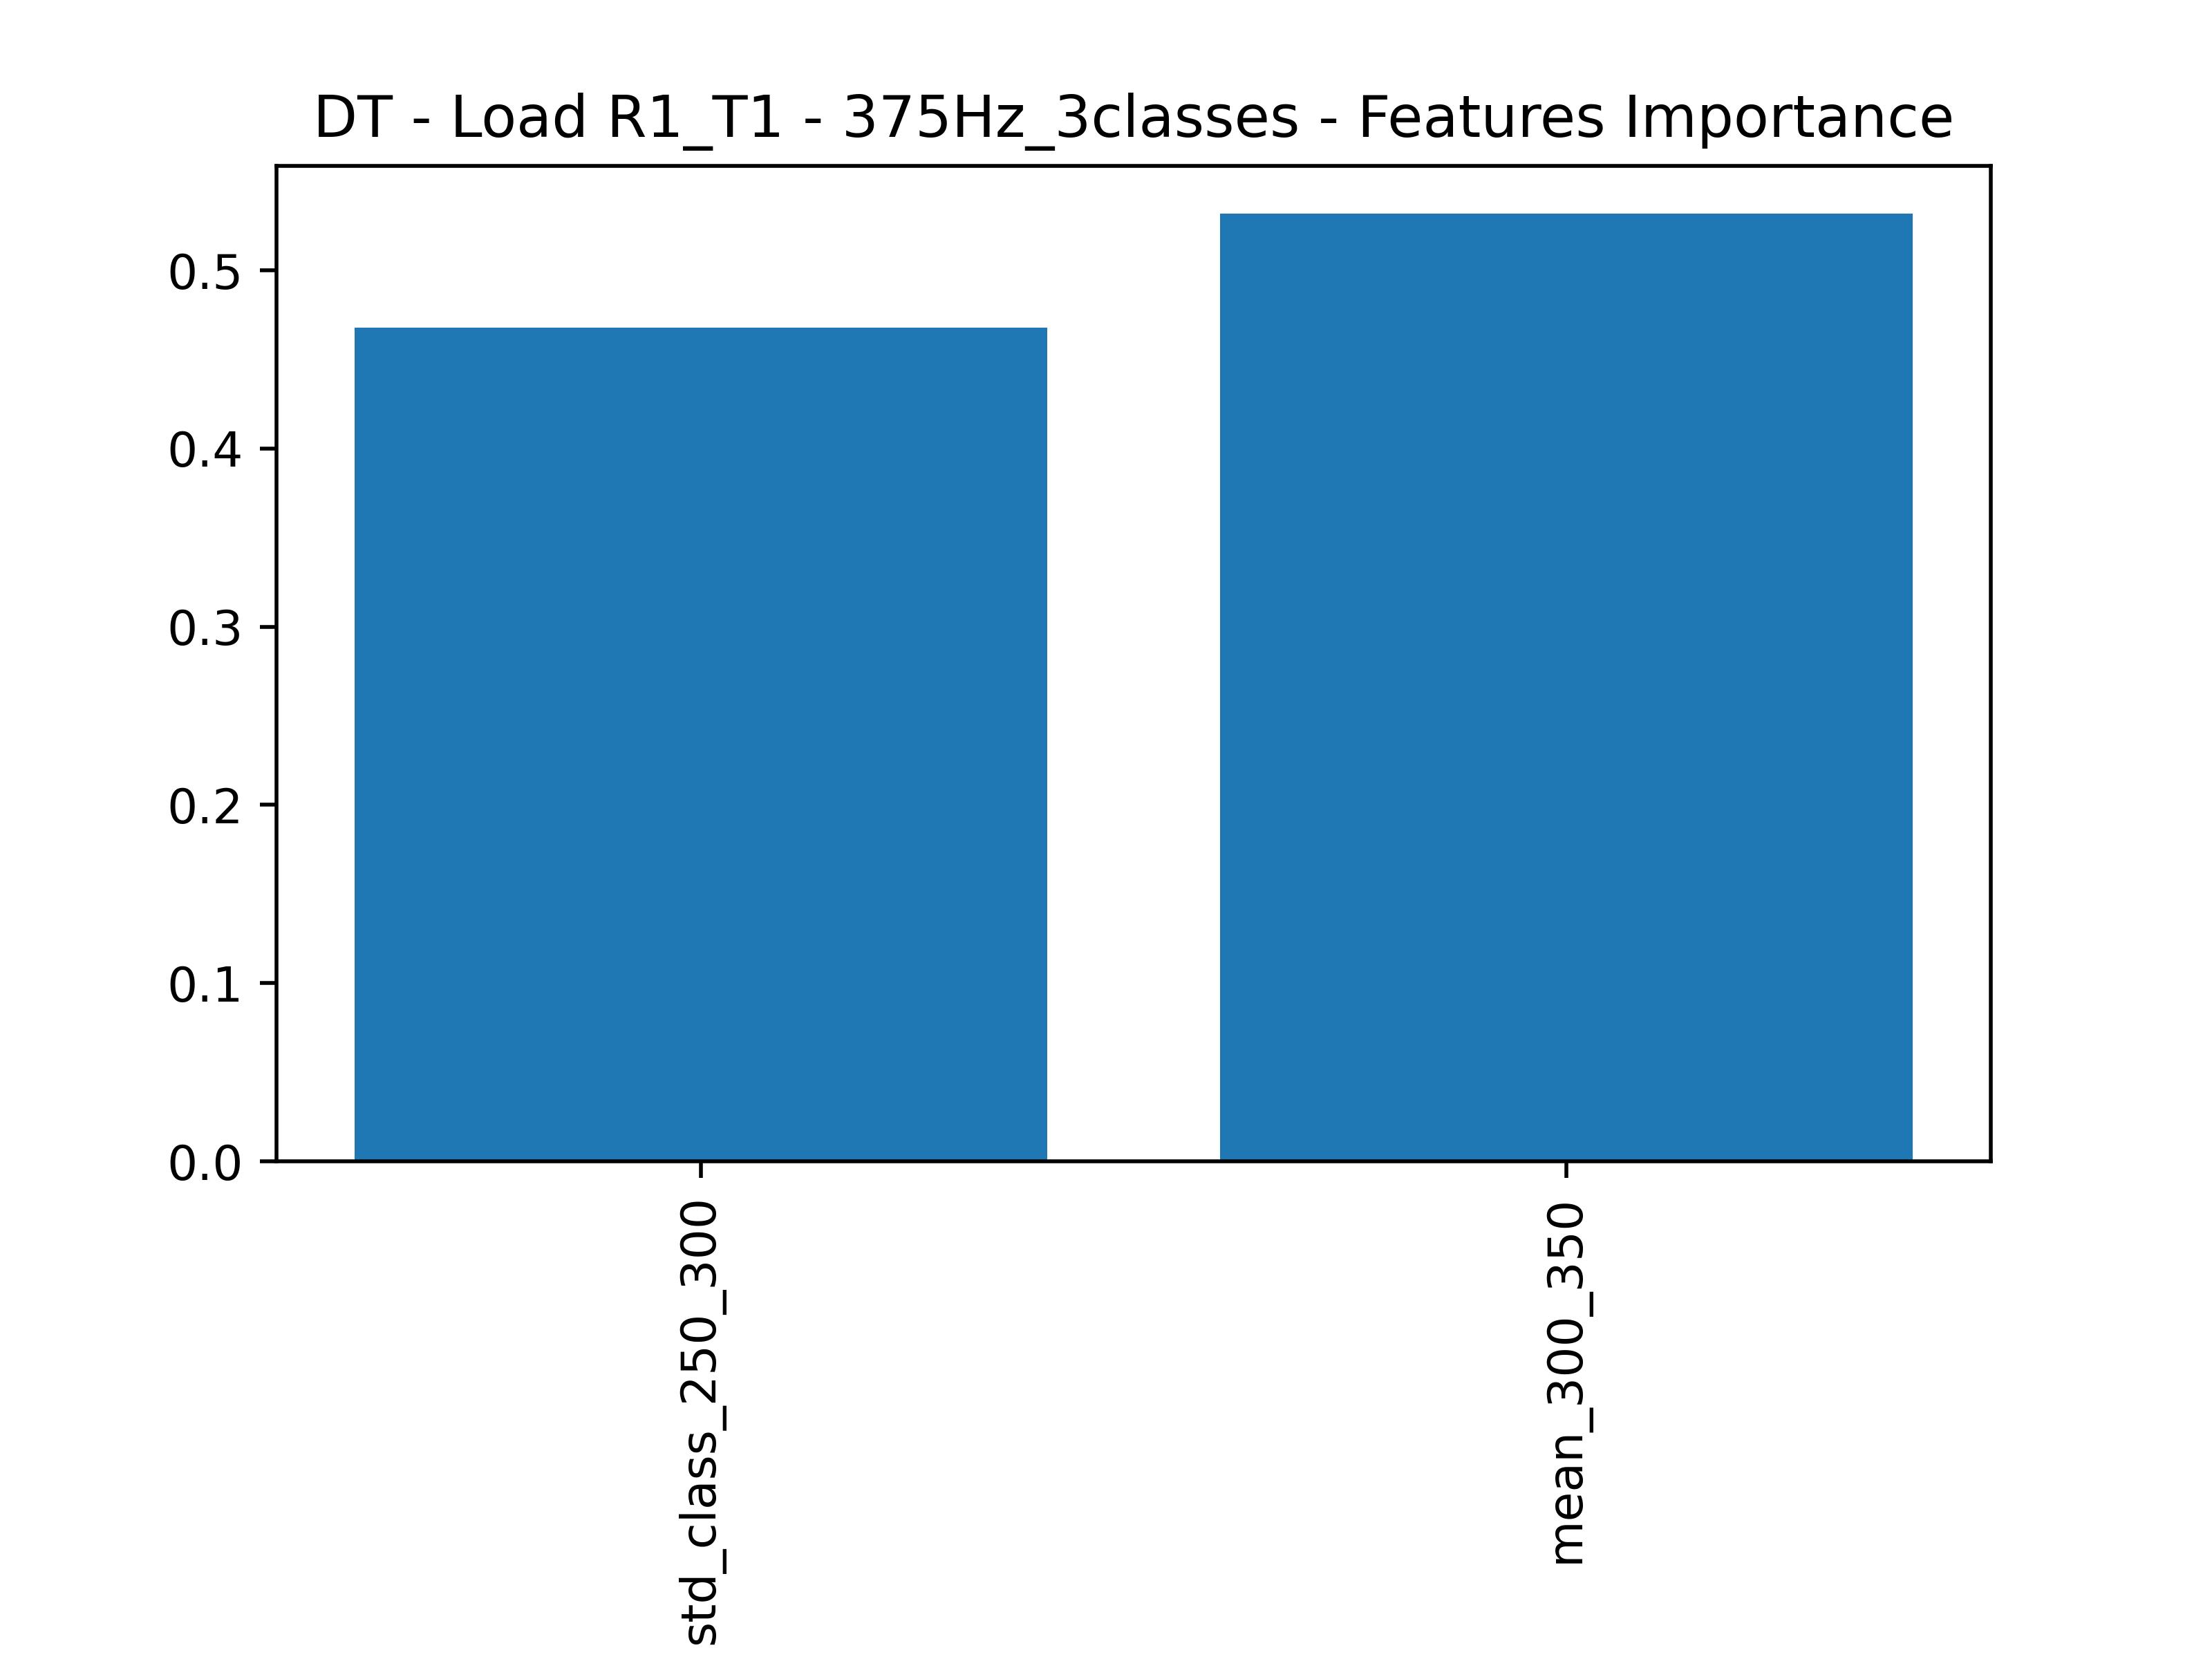 DT - Load R1_T1 - 375Hz_3classes - Features Importance
0.5
0.4
0.3
0.2
0.1
0.0
std_class_250_300
mean_300_350